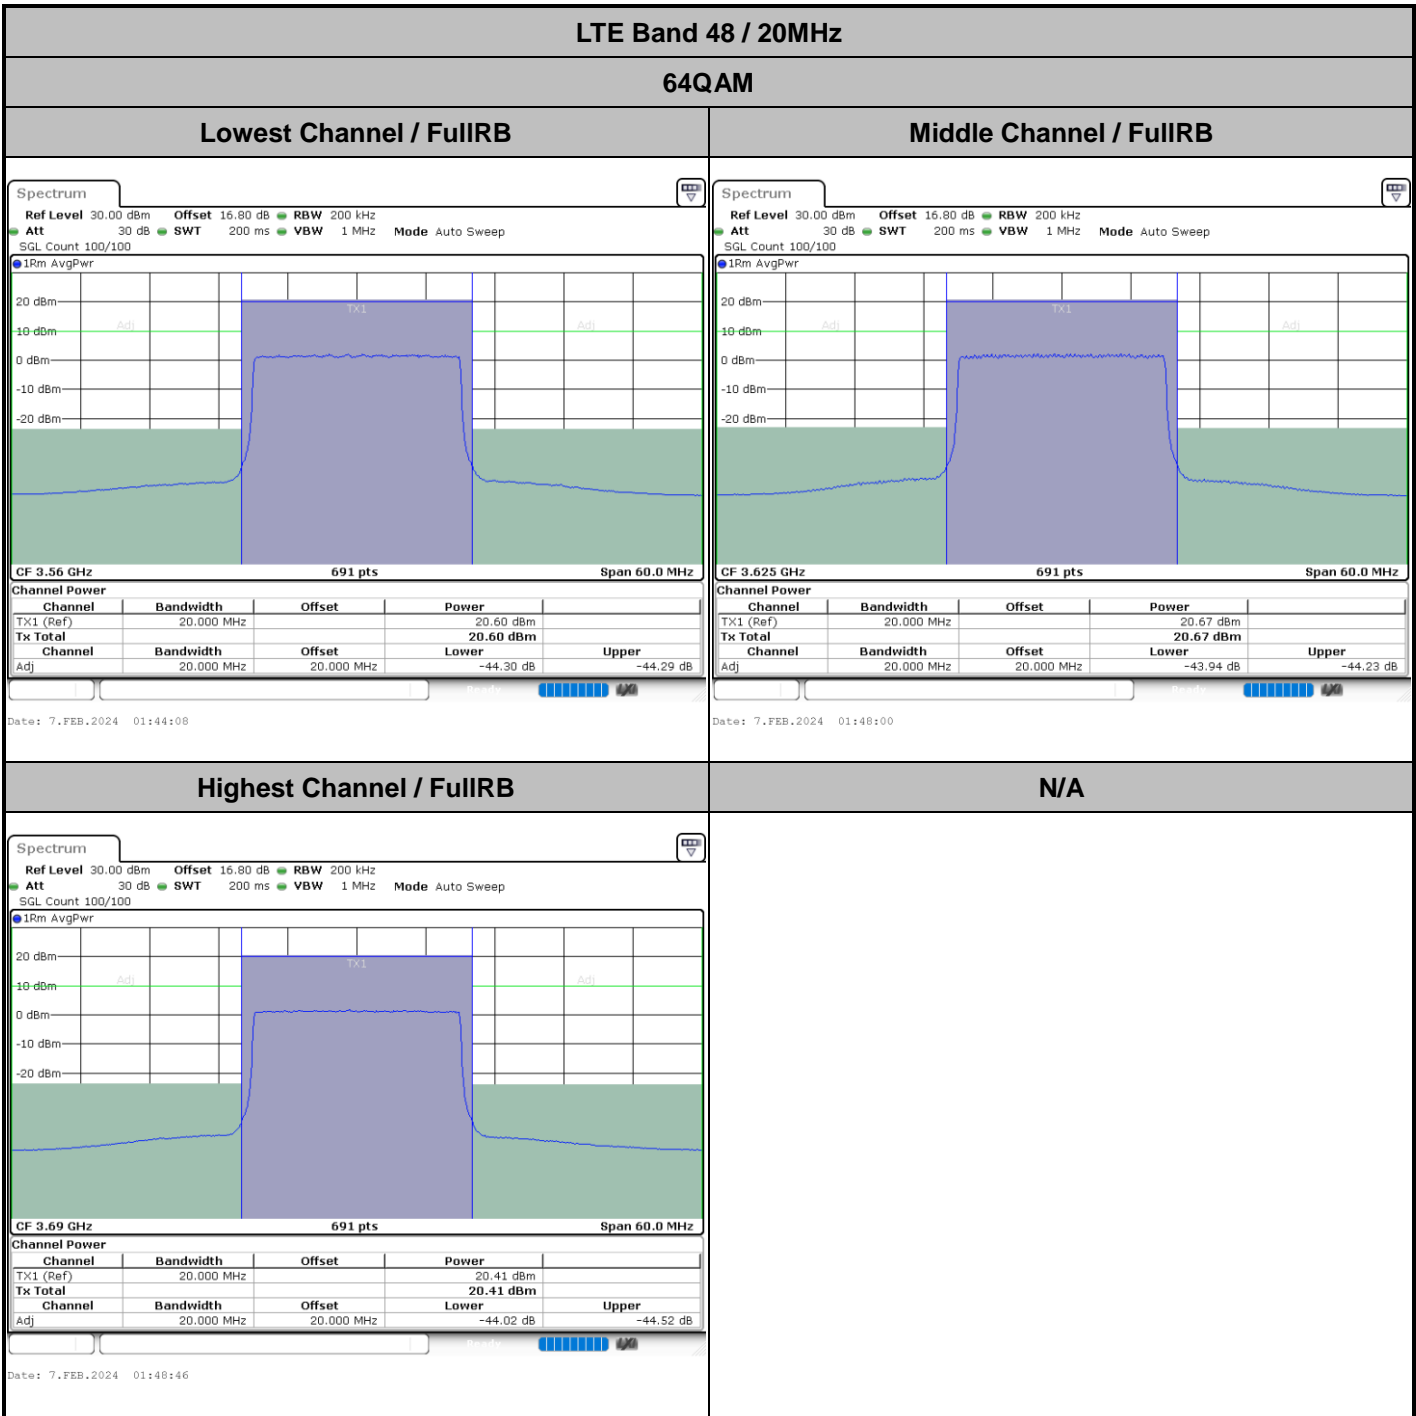 LTE Band 48 / 20MHz
64QAM
Lowest Channel / FullRB
Middle Channel / FullRB
Spectrum
Ref Level 30.00 dBm Offset 16.80 dB RBW 200 kHz
Att 30 dB SWT 200 ms VBW 1 MHz Mode Auto Sweep
SGL Count 100/100
1Rm AvgPwr
20 dBm
10 dBm
0 dBm
-10 dBm
-20 dBm
Adj
TX1
Adj
CF 3.56 GHz 691 pts Span 60.0 MHz
Channel Power
Channel Bandwidth Offset Power
TX1 (Ref) 20.000 MHz 20.60 dBm
Tx Total 20.60 dBm
Channel Bandwidth Offset Lower Upper
Adj 20.000 MHz 20.000 MHz -44.30 dB -44.29 dB
Ready
Date: 7.FEB.2024 01:44:08
Spectrum
Ref Level 30.00 dBm Offset 16.80 dB RBW 200 kHz
Att 30 dB SWT 200 ms VBW 1 MHz Mode Auto Sweep
SGL Count 100/100
1Rm AvgPwr
20 dBm
10 dBm
0 dBm
-10 dBm
-20 dBm
Adj
TX1
Adj
CF 3.625 GHz 691 pts Span 60.0 MHz
Channel Power
Channel Bandwidth Offset Power
TX1 (Ref) 20.000 MHz 20.67 dBm
Tx Total 20.67 dBm
Channel Bandwidth Offset Lower Upper
Adj 20.000 MHz 20.000 MHz -43.94 dB -44.23 dB
Ready
Date: 7.FEB.2024 01:48:00
Highest Channel / FullRB
N/A
Spectrum
Ref Level 30.00 dBm Offset 16.80 dB RBW 200 kHz
Att 30 dB SWT 200 ms VBW 1 MHz Mode Auto Sweep
SGL Count 100/100
1Rm AvgPwr
20 dBm
10 dBm
0 dBm
-10 dBm
-20 dBm
Adj
TX1
Adj
CF 3.69 GHz 691 pts Span 60.0 MHz
Channel Power
Channel Bandwidth Offset Power
TX1 (Ref) 20.000 MHz 20.41 dBm
Tx Total 20.41 dBm
Channel Bandwidth Offset Lower Upper
Adj 20.000 MHz 20.000 MHz -44.02 dB -44.52 dB
Ready
Date: 7.FEB.2024 01:48:46